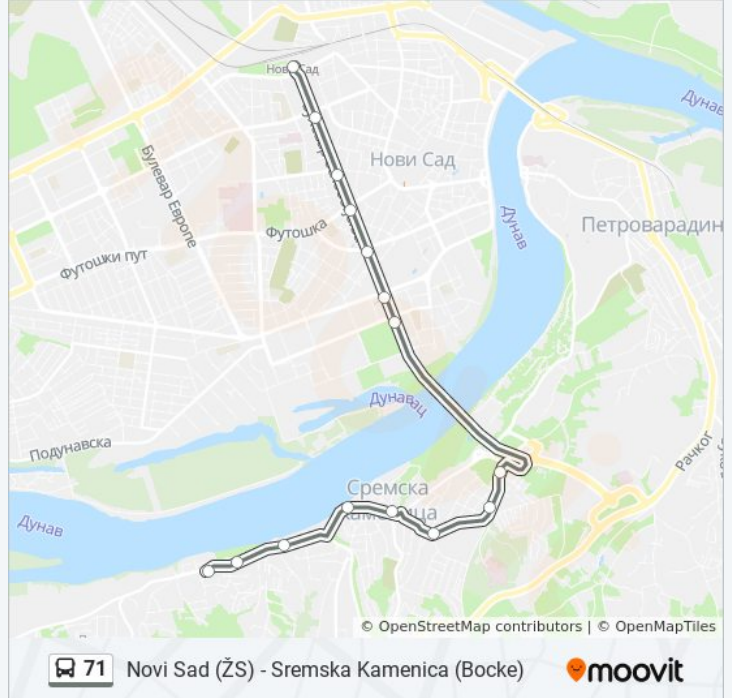 Нови Сад
Дунав
Булевар Европе
Нови Сад
Футошка
Петроварадин
Дунав
Футошки пут
Дунавац
Подунавска
Рачког
Сремска
Каменица
Дунав
© OpenStreetMap contributors | © OpenMapTiles
71 Novi Sad (ŽS) - Sremska Kamenica (Bocke) moovit